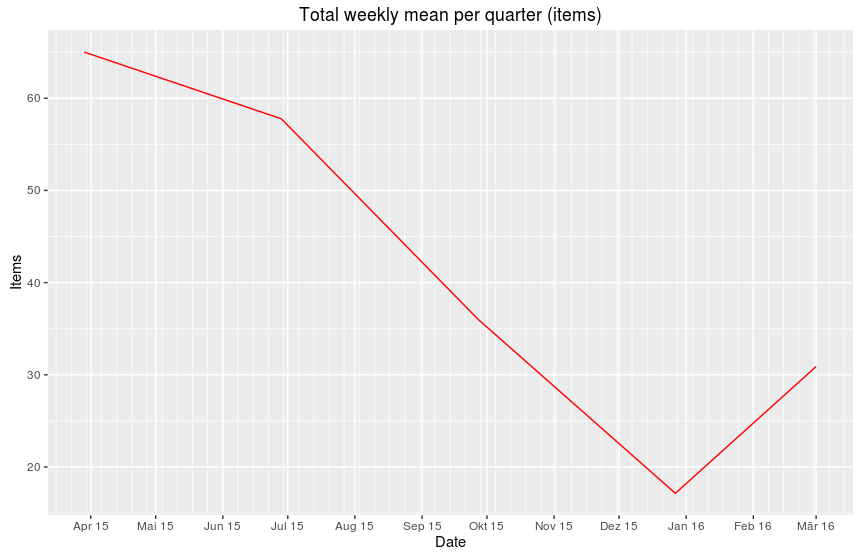 Total weekly mean per quarter (items)
Items
60
50
40
30
20
Apr 15 Mai 15 Jun 15 Jul 15 Aug 15 Sep 15 Okt 15 Nov 15 Dez 15 Jan 16 Feb 16 Mär 16
Date